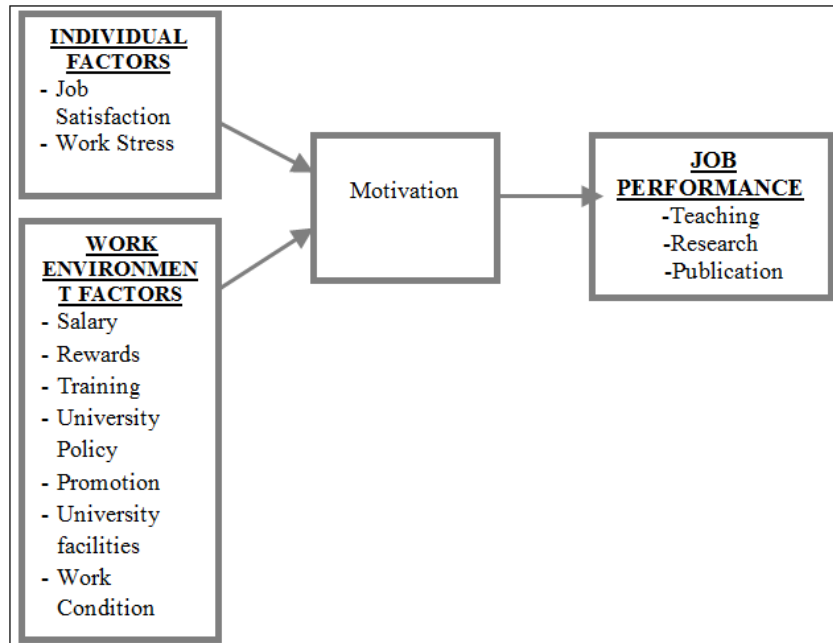 INDIVIDUAL
FACTORS
- Job
Satisfaction
- Work Stress
WORK
ENVIRONMEN
T FACTORS
- Salary
- Rewards
- Training
- University
Policy
- Promotion
- University
facilities
- Work
Condition
Motivation
JOB
PERFORMANCE
-Teaching
-Research
-Publication